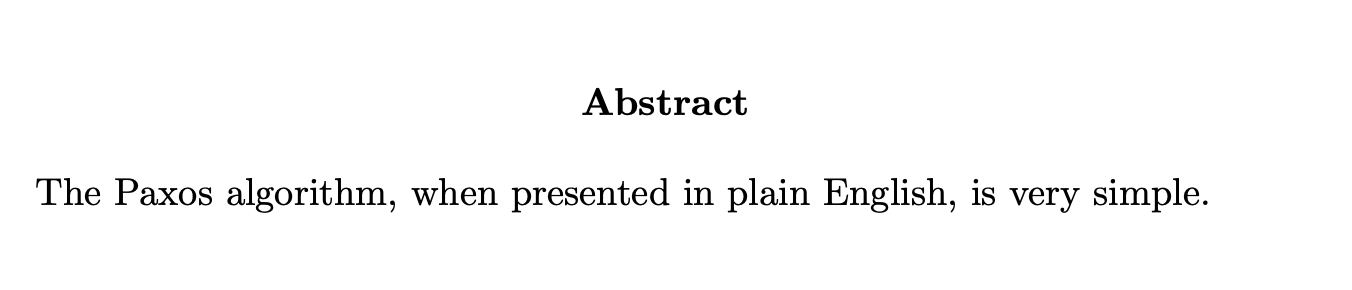 Abstract
The Paxos algorithm, when presented in plain English, is very simple.